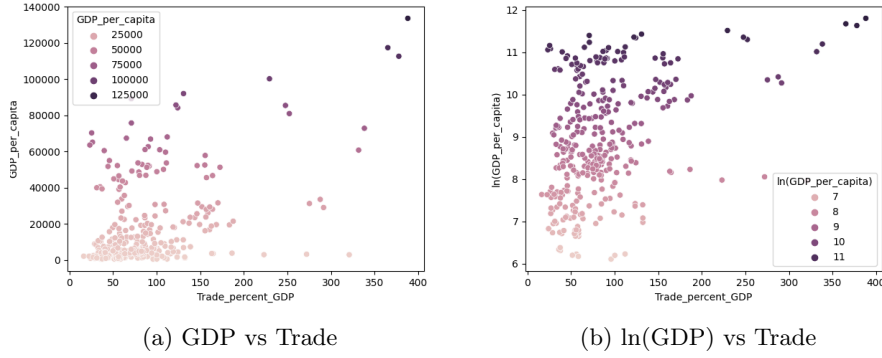 GDP_per_capita
25000
50000
75000
100000
125000
140000
120000
100000
80000
60000
40000
20000
0
GDP_per_capita
0 50 100 150 200 250 300 350 400
Trade_percent_GDP
(a) GDP vs Trade
12
11
10
9
8
7
6
ln(GDP_per_capita)
ln(GDP_per_capita)
7
8
9
10
11
0 50 100 150 200 250 300 350 400
Trade_percent_GDP
(b) ln(GDP) vs Trade